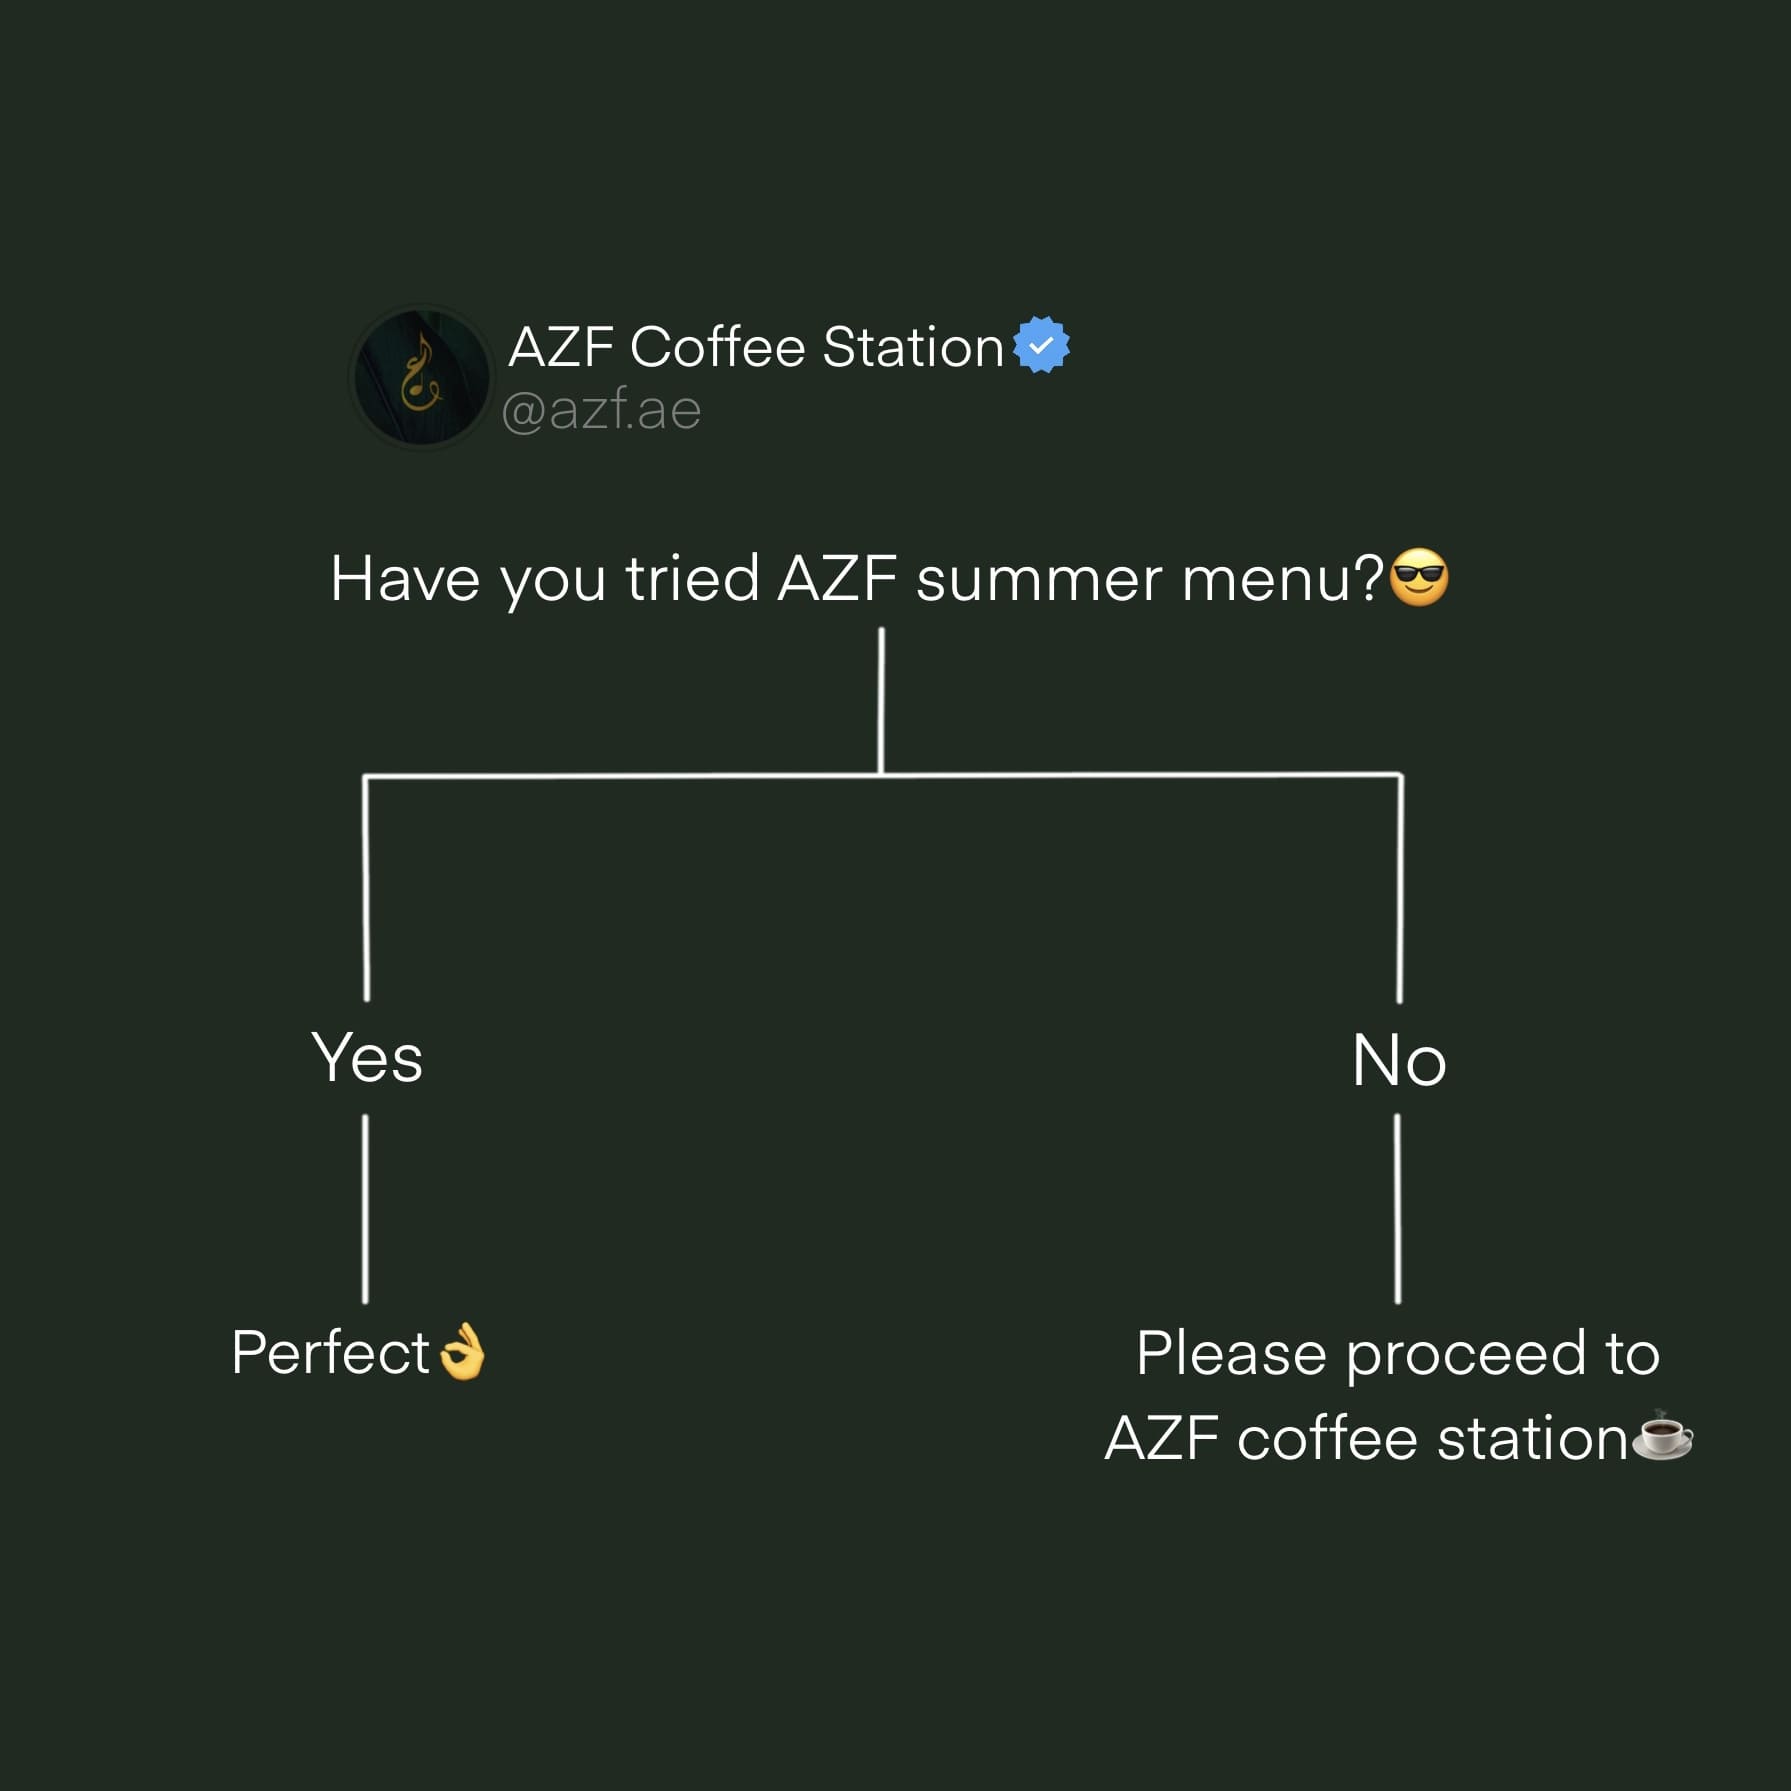 AZF Coffee Station
@azf.ae
Have you tried AZF summer menu?😎
Yes
No
Perfect👌
Please proceed to
AZF coffee station☕